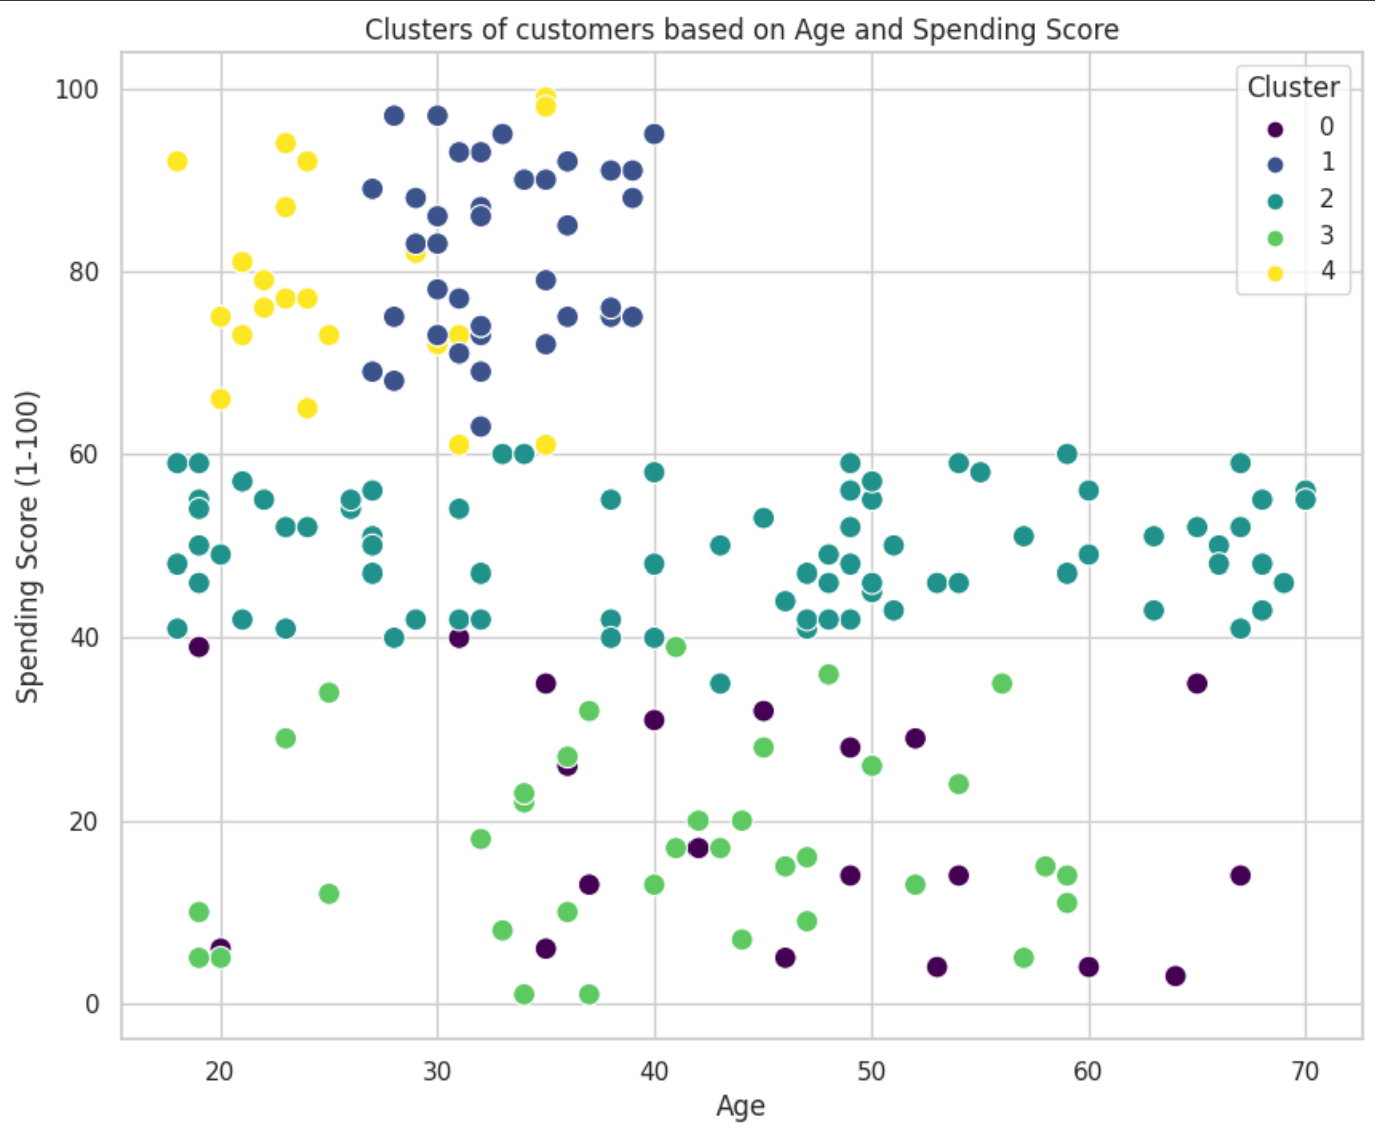 Clusters of customers based on Age and Spending Score
Cluster
0
1
2
3
4
100
80
60
40
20
0
Spending Score (1-100)
20 30 40 50 60 70
Age